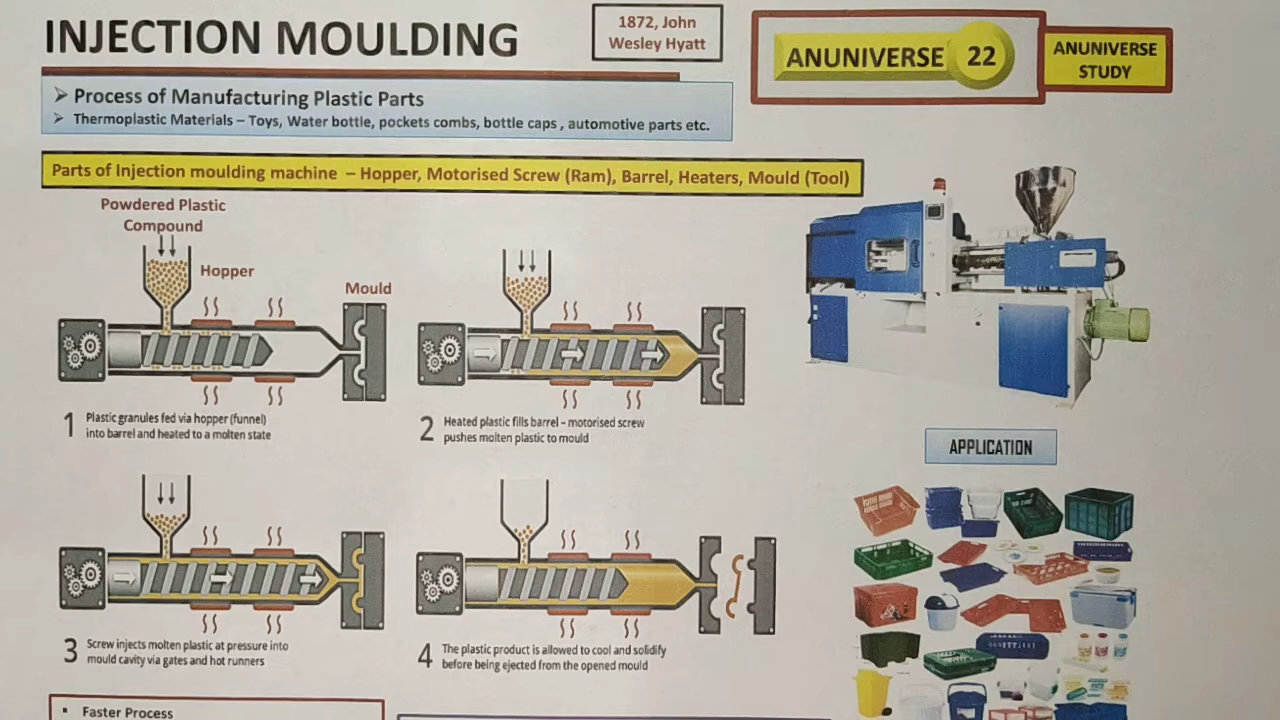 INJECTION MOULDING
1872, John
Wesley Hyatt
ANUNIVERSE 22
ANUNIVERSE
STUDY
➢ Process of Manufacturing Plastic Parts
➢ Thermoplastic Materials – Toys, Water bottle, pockets combs, bottle caps , automotive parts etc.
Parts of Injection moulding machine – Hopper, Motorised Screw (Ram), Barrel, Heaters, Mould (Tool)
Powdered Plastic
Compound
Hopper
Mould
1 Plastic granules fed via hopper (funnel)
into barrel and heated to a molten state
2 Heated plastic fills barrel – motorised screw
pushes molten plastic to mould
APPLICATION
3 Screw injects molten plastic at pressure into
mould cavity via gates and hot runners
4 The plastic product is allowed to cool and solidify
before being ejected from the opened mould
▪ Faster Process